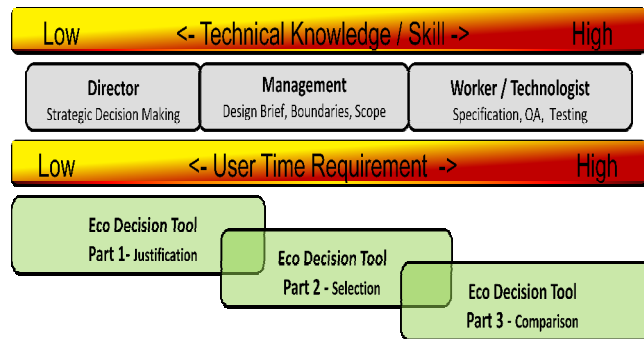 Low <- Technical Knowledge / Skill -> High
Director
Strategic Decision Making
Management
Design Brief, Boundaries, Scope
Worker / Technologist
Specification, QA, Testing
Low <- User Time Requirement -> High
Eco Decision Tool
Part 1- Justification
Eco Decision Tool
Part 2 - Selection
Eco Decision Tool
Part 3 - Comparison